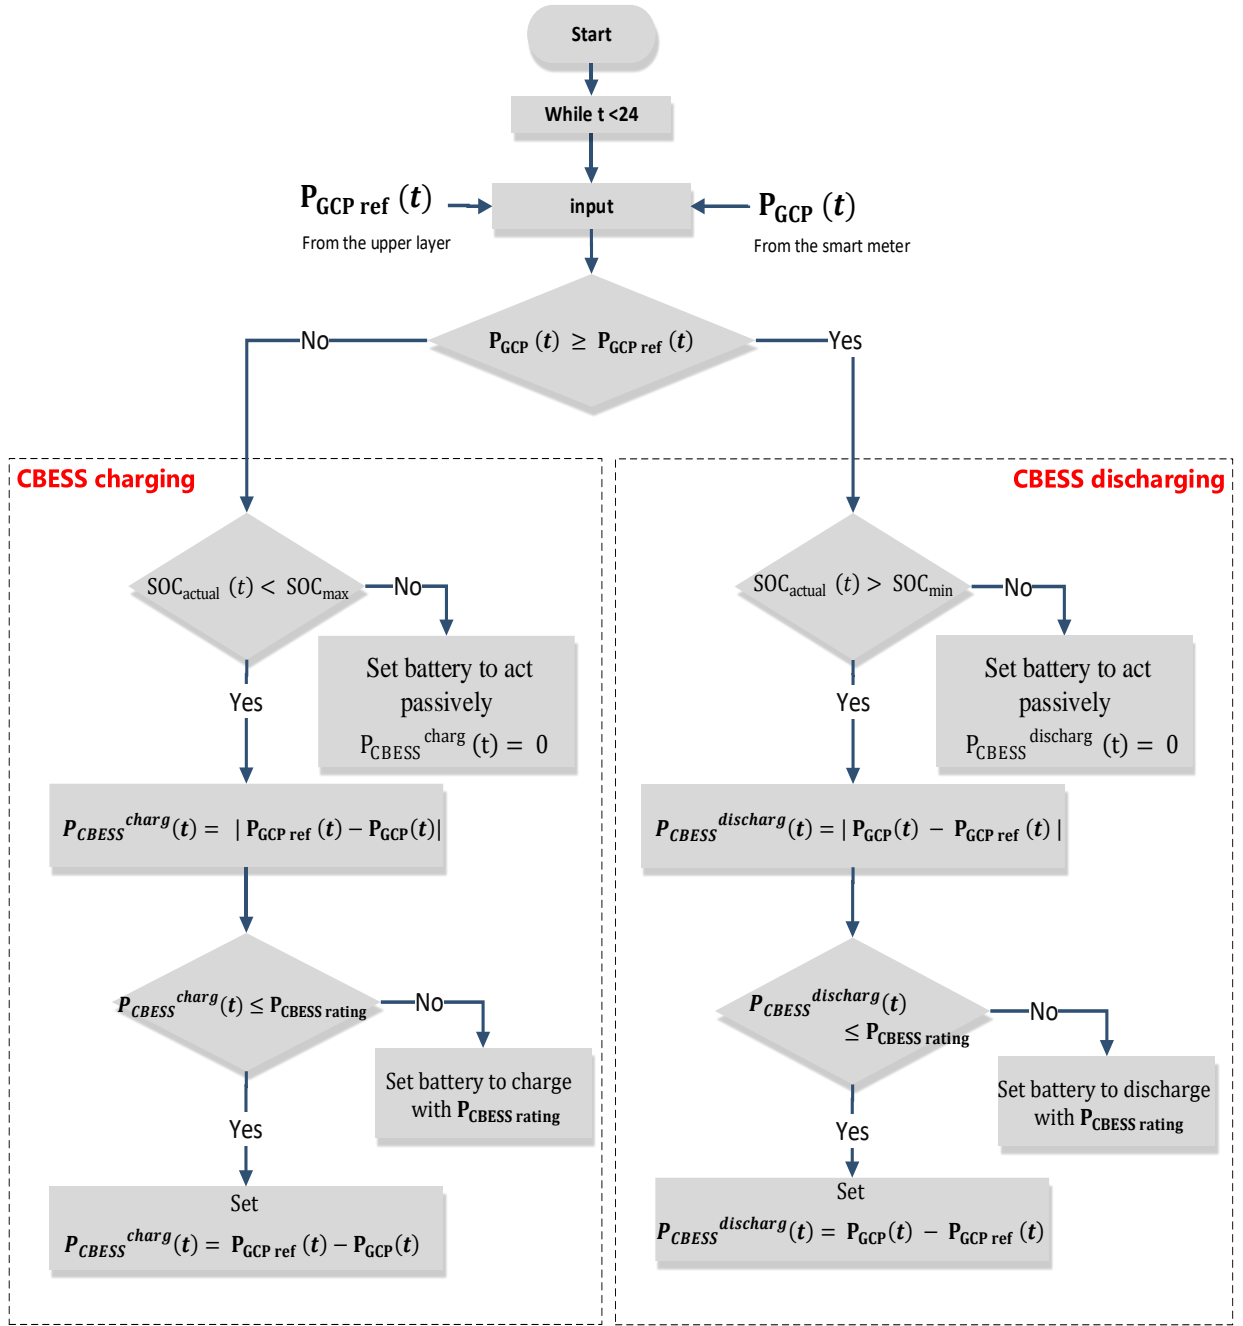 Start
While t <24
P_GCP ref (t)
From the upper layer
input
P_GCP (t)
From the smart meter
P_GCP (t) ≥ P_GCP ref (t)
No
Yes
CBESS charging
SOC_actual (t) < SOC_max
No
Set battery to act
passively
P_CBESS^charg (t) = 0
Yes
P_CBESS^charg(t) = | P_GCP ref (t) − P_GCP(t)|
P_CBESS^charg(t) ≤ P_CBESS rating
No
Set battery to charge
with P_CBESS rating
Yes
Set
P_CBESS^charg(t) = P_GCP ref (t) − P_GCP(t)
CBESS discharging
SOC_actual (t) > SOC_min
No
Set battery to act
passively
P_CBESS^discharg (t) = 0
Yes
P_CBESS^discharg(t) = | P_GCP(t) − P_GCP ref (t) |
P_CBESS^discharg(t)
≤ P_CBESS rating
No
Set battery to discharge
with P_CBESS rating
Yes
Set
P_CBESS^discharg(t) = P_GCP(t) − P_GCP ref (t)